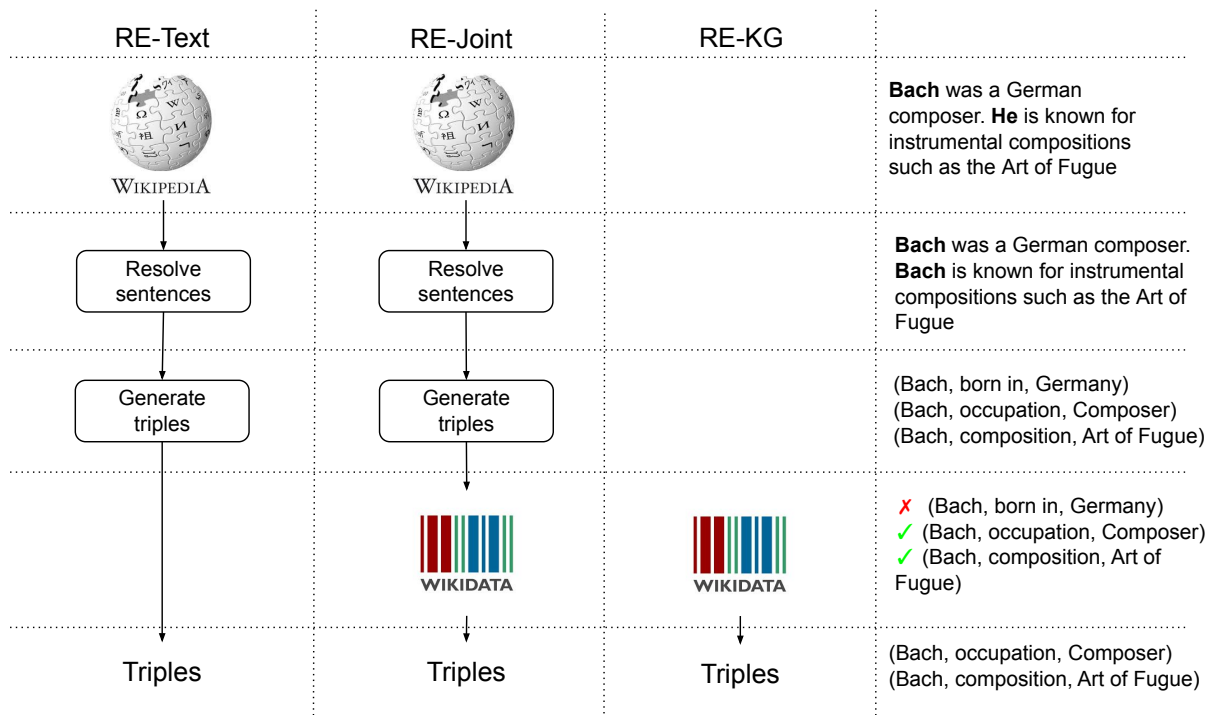 RE-Text
RE-Joint
RE-KG
WIKIPEDIA
WIKIPEDIA
Bach was a German
composer. He is known for
instrumental compositions
such as the Art of Fugue
Resolve
sentences
Resolve
sentences
Bach was a German composer.
Bach is known for instrumental
compositions such as the Art of
Fugue
Generate
triples
Generate
triples
(Bach, born in, Germany)
(Bach, occupation, Composer)
(Bach, composition, Art of Fugue)
WIKIDATA
WIKIDATA
✗ (Bach, born in, Germany)
✓ (Bach, occupation, Composer)
✓ (Bach, composition, Art of
Fugue)
Triples
Triples
Triples
(Bach, occupation, Composer)
(Bach, composition, Art of Fugue)